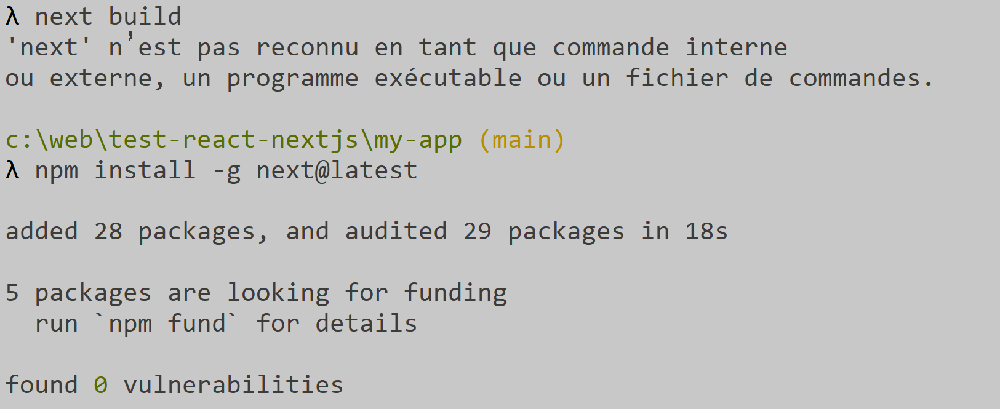 λ next build
'next' n’est pas reconnu en tant que commande interne
ou externe, un programme exécutable ou un fichier de commandes.
c:\web\test-react-nextjs\my-app (main)
λ npm install -g next@latest
added 28 packages, and audited 29 packages in 18s
5 packages are looking for funding
  run `npm fund` for details
found 0 vulnerabilities